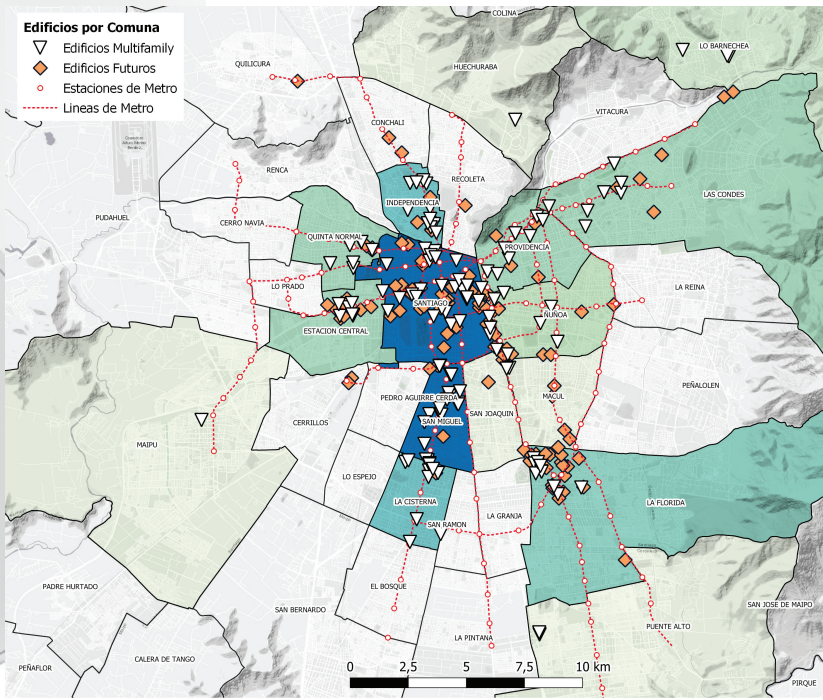 Edificios por Comuna
Edificios Multifamily
Edificios Futuros
Estaciones de Metro
Lineas de Metro
COLINA
LO BARNECHEA
QUILICURA
HUECHURABA
VITACURA
CONCHALI
RENCA
RECOLETA
LAS CONDES
INDEPENDENCIA
PUDAHUEL
CERRO NAVIA
QUINTA NORMAL
PROVIDENCIA
LO PRADO
LA REINA
SANTIAGO
ÑUÑOA
ESTACION CENTRAL
PEÑALOLEN
PEDRO AGUIRRE CERDA
MACUL
SAN JOAQUIN
CERRILLOS
SAN MIGUEL
MAIPU
LO ESPEJO
LA CISTERNA
LA FLORIDA
LA GRANJA
SAN RAMON
PADRE HURTADO
EL BOSQUE
SAN BERNARDO
SAN JOSE DE MAIPO
PUENTE ALTO
LA PINTANA
CALERA DE TANGO
PEÑAFLOR
0 2,5 5 7,5 10 km
PIRQUE